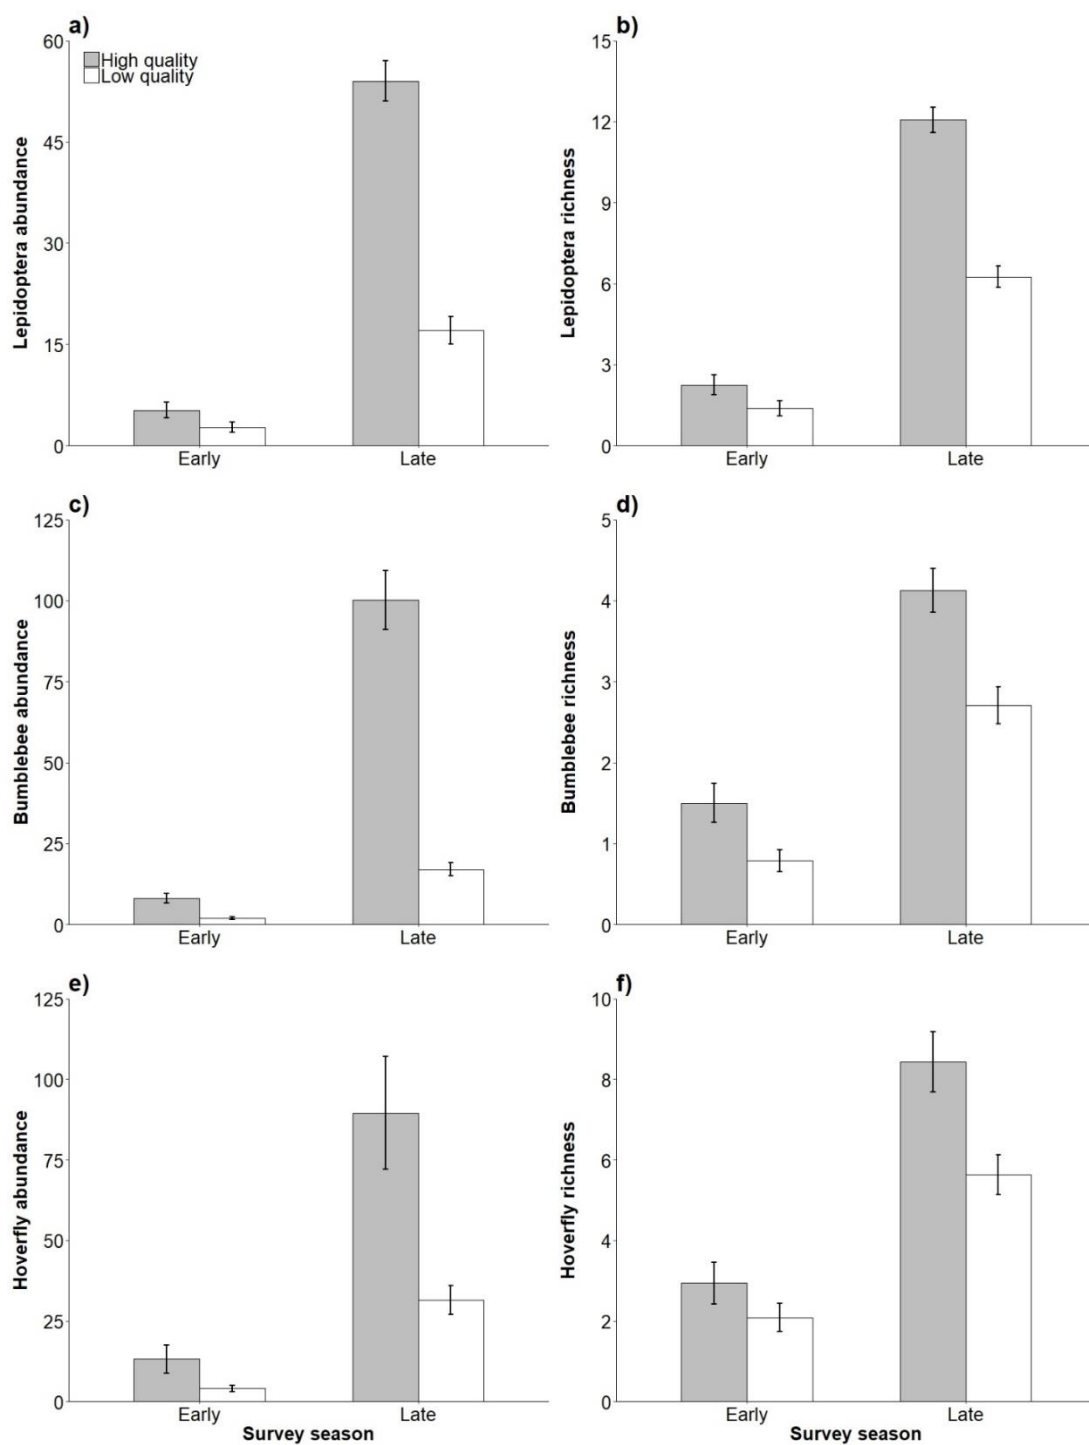 a)
60
45
30
15
0
Lepidoptera abundance
High quality
Low quality
Early
Late
b)
15
12
9
6
3
0
Lepidoptera richness
Early
Late
c)
125
100
75
50
25
0
Bumblebee abundance
Early
Late
d)
5
4
3
2
1
0
Bumblebee richness
Early
Late
e)
125
100
75
50
25
0
Hoverfly abundance
Early
Late
Survey season
f)
10
8
6
4
2
0
Hoverfly richness
Early
Late
Survey season